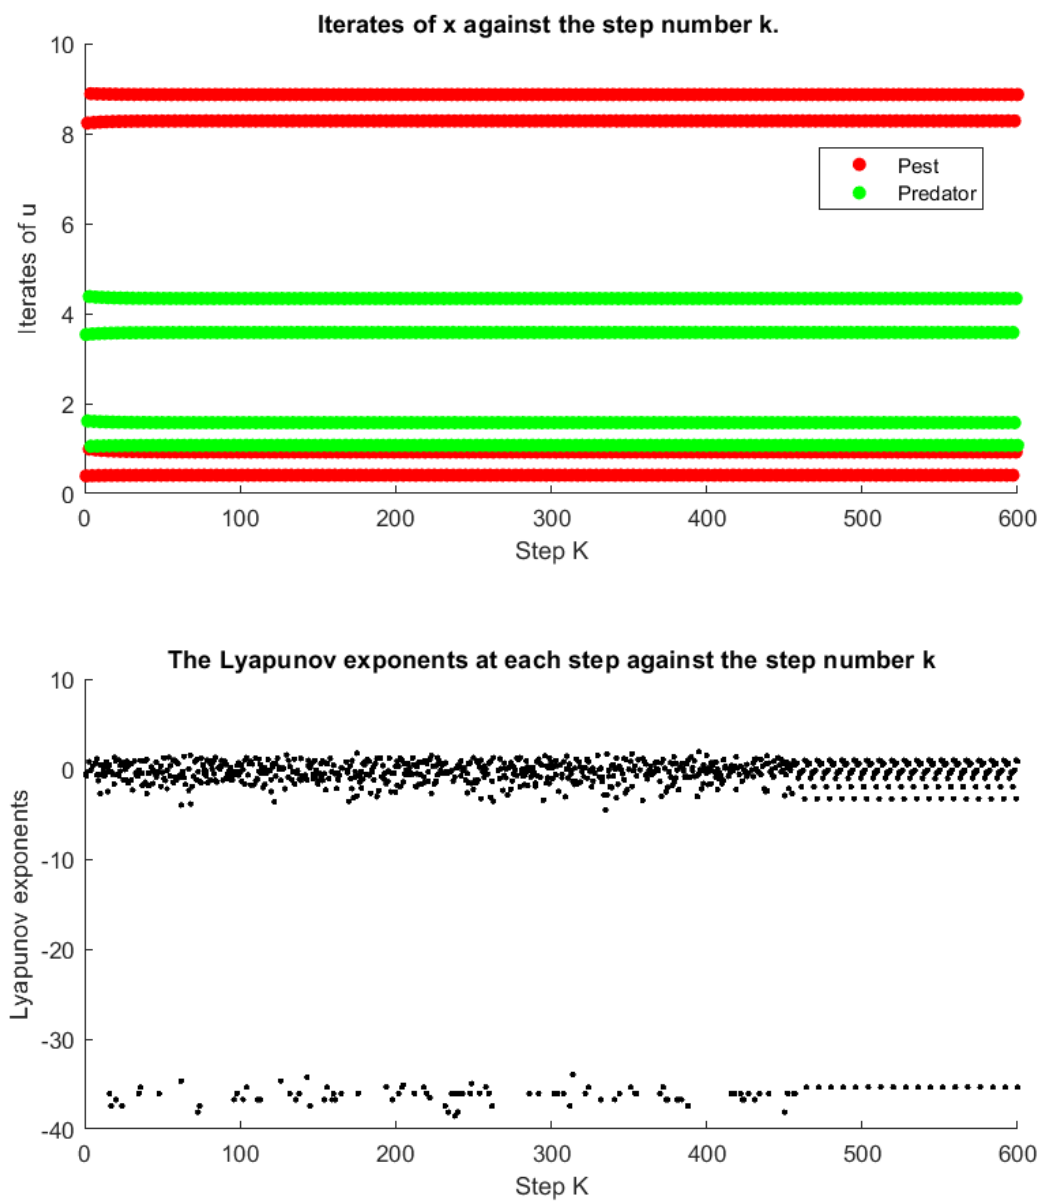 Iterates of x against the step number k.
10
8
6
4
2
0
Iterates of u
Pest
Predator
0 100 200 300 400 500 600
Step K
The Lyapunov exponents at each step against the step number k
10
0
-10
-20
-30
-40
Lyapunov exponents
0 100 200 300 400 500 600
Step K